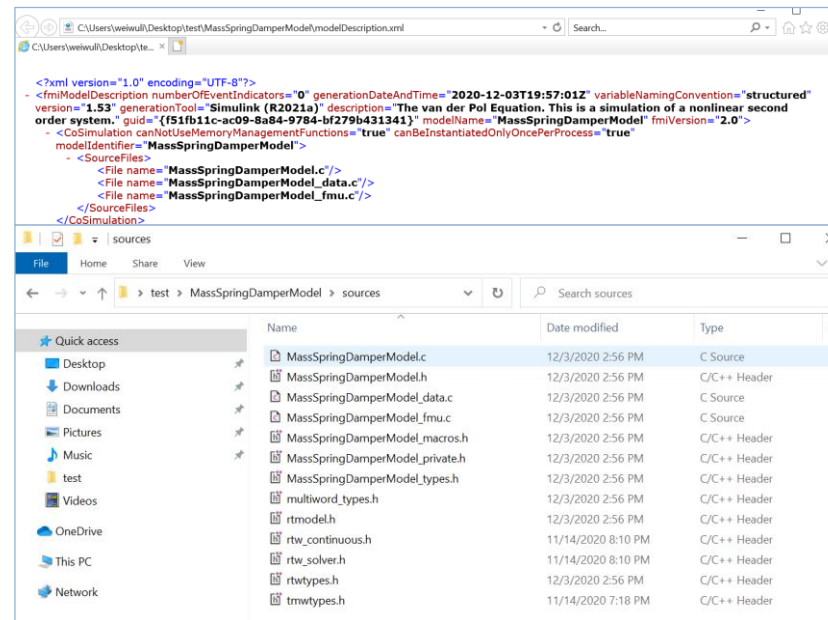 C:\Users\weiwuli\Desktop\test\MassSpringDamperModel\modelDescription.xml
Search...
C:\Users\weiwuli\Desktop\te...
<?xml version="1.0" encoding="UTF-8"?>
- <fmiModelDescription numberOfEventIndicators="0" generationDateAndTime="2020-12-03T19:57:01Z" variableNamingConvention="structured"
version="1.53" generationTool="Simulink (R2021a)" description="The van der Pol Equation. This is a simulation of a nonlinear second
order system." guid="{f51fb11c-ac09-8a84-9784-bf279b431341}" modelName="MassSpringDamperModel" fmiVersion="2.0">
- <CoSimulation canNotUseMemoryManagementFunctions="true" canBeInstantiatedOnlyOncePerProcess="true"
modelIdentifier="MassSpringDamperModel">
- <SourceFiles>
<File name="MassSpringDamperModel.c"/>
<File name="MassSpringDamperModel_data.c"/>
<File name="MassSpringDamperModel_fmu.c"/>
</SourceFiles>
</CoSimulation>
sources
File Home Share View
test > MassSpringDamperModel > sources
Search sources
Name Date modified Type
Quick access
Desktop
Downloads
Documents
Pictures
Music
test
Videos
OneDrive
This PC
Network
MassSpringDamperModel.c 12/3/2020 2:56 PM C Source
MassSpringDamperModel.h 12/3/2020 2:56 PM C/C++ Header
MassSpringDamperModel_data.c 12/3/2020 2:56 PM C Source
MassSpringDamperModel_fmu.c 12/3/2020 2:56 PM C Source
MassSpringDamperModel_macros.h 12/3/2020 2:56 PM C/C++ Header
MassSpringDamperModel_private.h 12/3/2020 2:56 PM C/C++ Header
MassSpringDamperModel_types.h 12/3/2020 2:56 PM C/C++ Header
multiword_types.h 12/3/2020 2:56 PM C/C++ Header
rtmodel.h 12/3/2020 2:56 PM C/C++ Header
rtw_continuous.h 11/14/2020 8:10 PM C/C++ Header
rtw_solver.h 11/14/2020 8:10 PM C/C++ Header
rtwtypes.h 12/3/2020 2:56 PM C/C++ Header
tmwtypes.h 11/14/2020 7:18 PM C/C++ Header